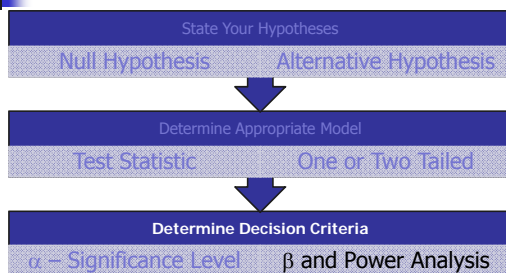 State Your Hypotheses
Null Hypothesis Alternative Hypothesis
Determine Appropriate Model
Test Statistic One or Two Tailed
Determine Decision Criteria
α – Significance Level β and Power Analysis